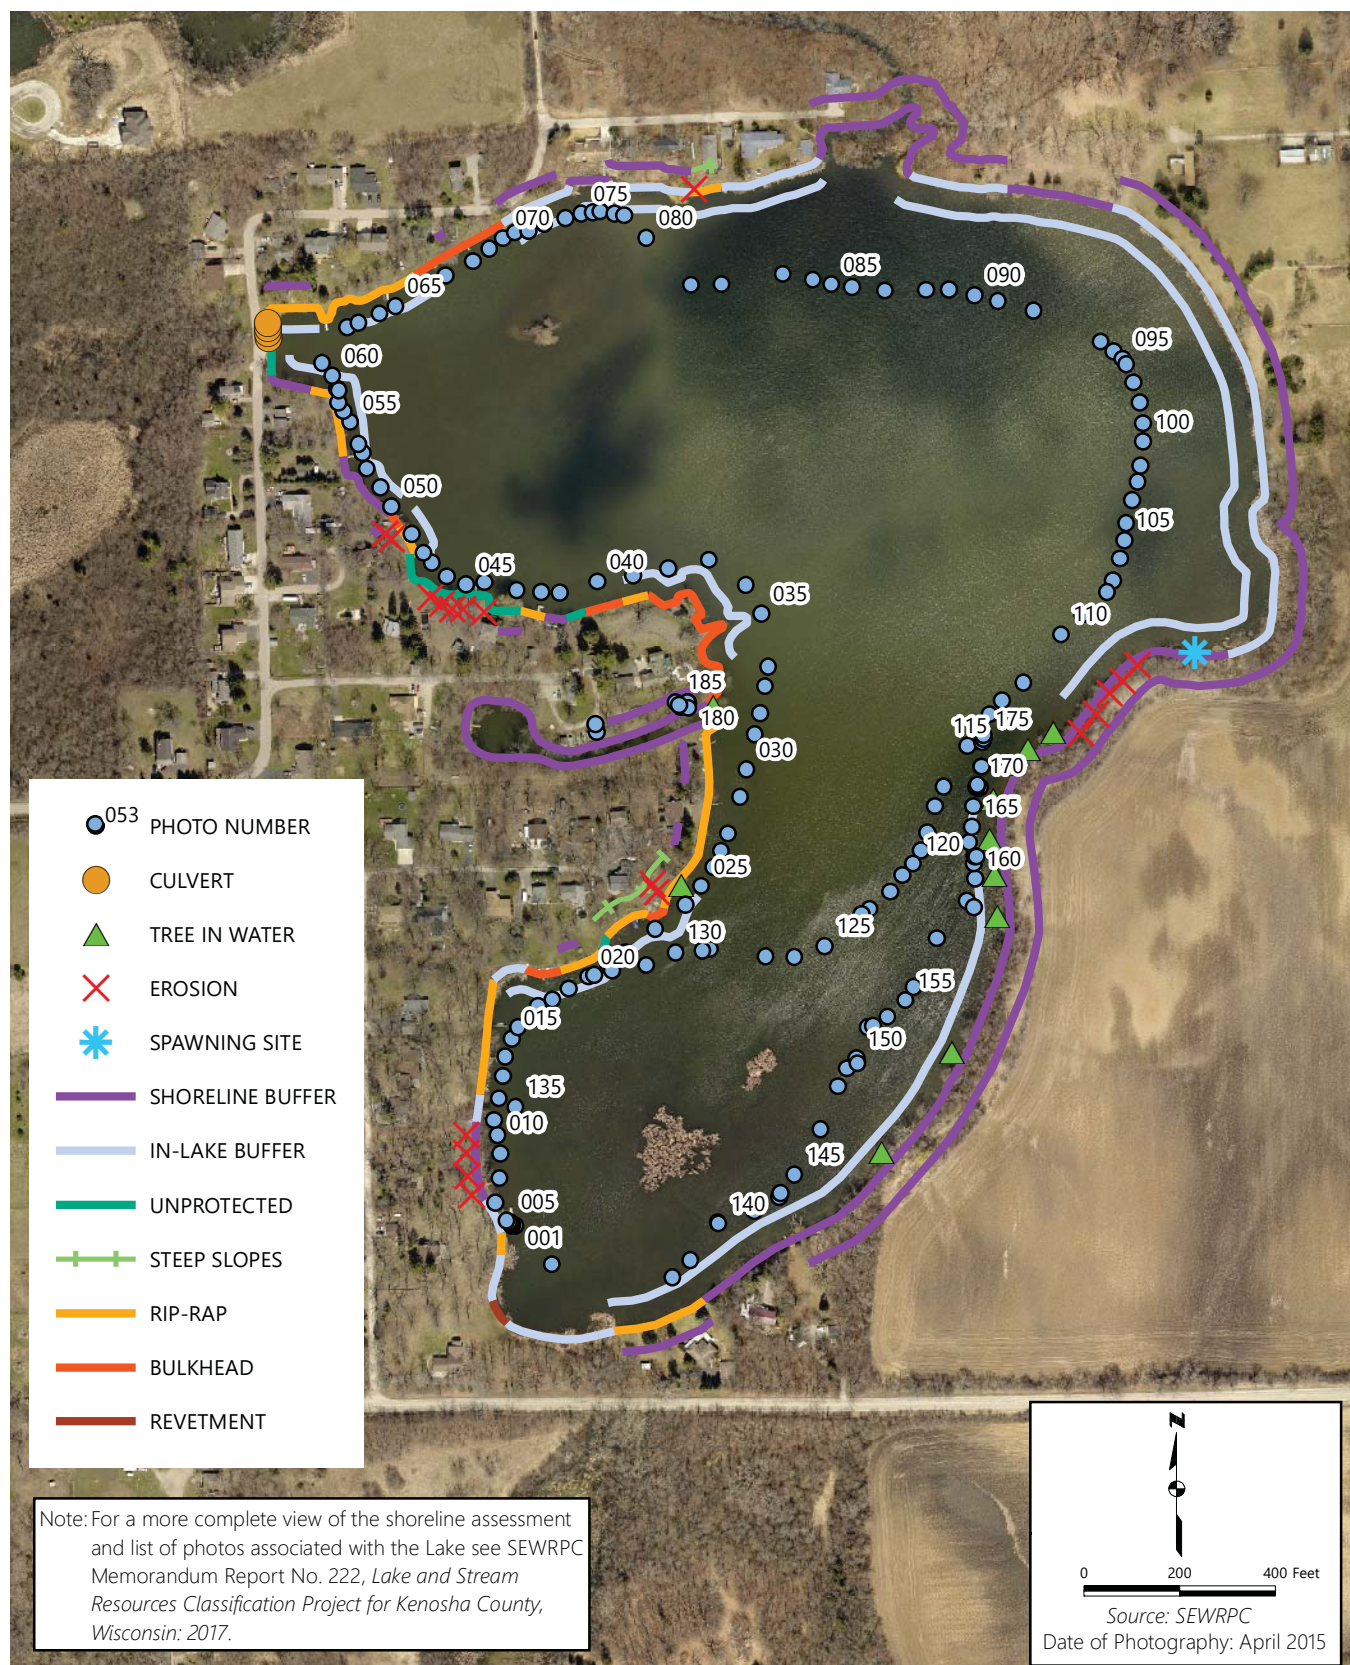 075
070
080
065
085
090
095
060
055
100
050
105
045
040
035
110
185
180
115
175
030
170
165
120
160
025
125
130
020
155
015
150
135
010
145
005
140
001
053
PHOTO NUMBER
CULVERT
TREE IN WATER
EROSION
SPAWNING SITE
SHORELINE BUFFER
IN-LAKE BUFFER
UNPROTECTED
STEEP SLOPES
RIP-RAP
BULKHEAD
REVETMENT
Note: For a more complete view of the shoreline assessment
and list of photos associated with the Lake see SEWRPC
Memorandum Report No. 222, Lake and Stream
Resources Classification Project for Kenosha County,
Wisconsin: 2017.
N
0 200 400 Feet
Source: SEWRPC
Date of Photography: April 2015